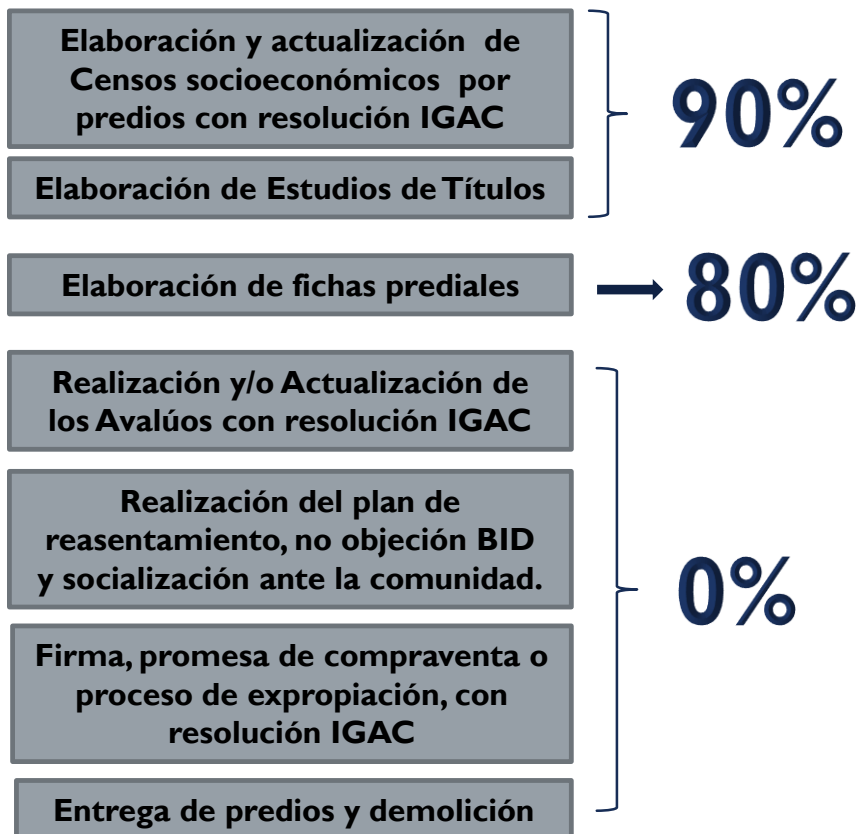 Elaboración y actualización de
Censos socioeconómicos por
predios con resolución IGAC
90%
Elaboración de Estudios de Títulos
Elaboración de fichas prediales
80%
Realización y/o Actualización de
los Avalúos con resolución IGAC
Realización del plan de
reasentamiento, no objeción BID
y socialización ante la comunidad.
0%
Firma, promesa de compraventa o
proceso de expropiación, con
resolución IGAC
Entrega de predios y demolición